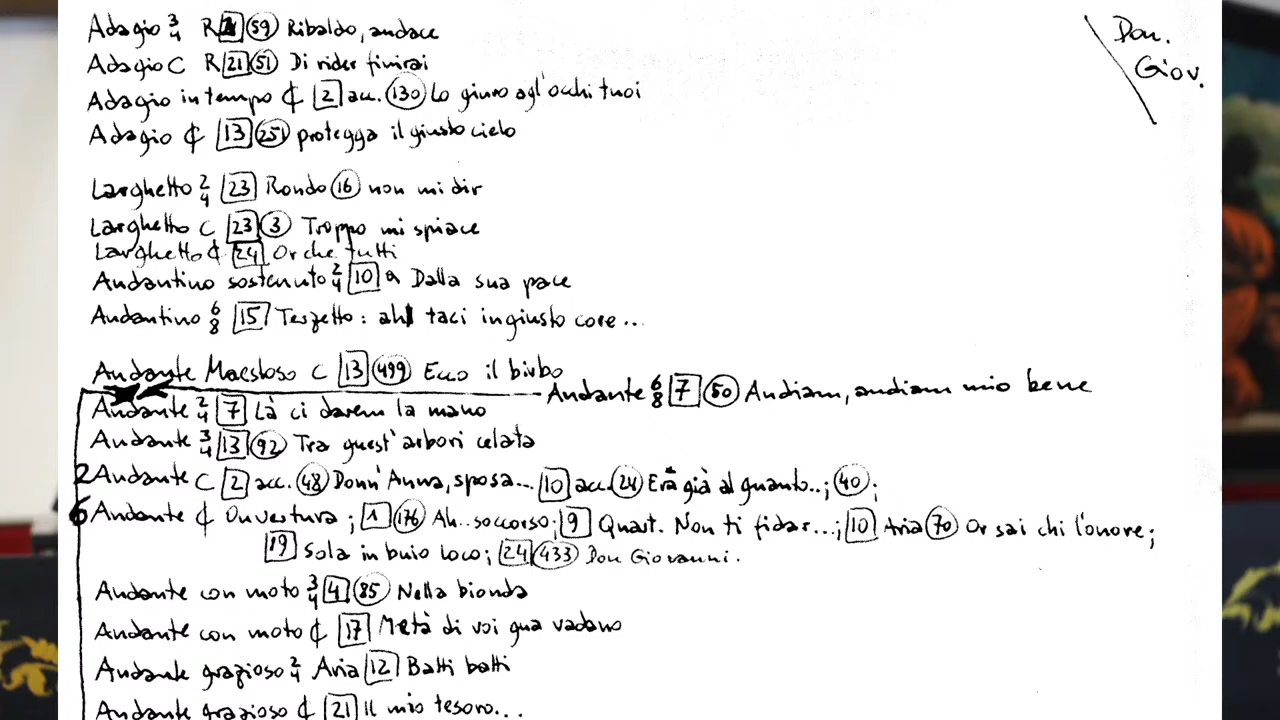 Don.
Giov.
Adagio 3/4 R 1 59 Ribaldo, audace
Adagio C R 21 51 Di rider finirai
Adagio in tempo ¢ 2 acc. 130 Lo giuro agl'occhi tuoi
Adagio ¢ 13 251 protegga il giusto cielo
Larghetto 2/4 23 Rondo 16 non mi dir
Larghetto C 23 3 Troppo mi spiace
Larghetto ¢ 24 Or che tutti
Andantino sostenuto 2/4 10 a Dalla sua pace
Andantino 6/8 15 Terzetto: ah taci ingiusto core...
Andante Maestoso C 13 499 Ecco il birbo
Andante 6/8 7 50 Andiam, andiam mio bene
Andante 2/4 7 Là ci darem la mano
Andante 3/4 13 92 Tra quest'arbori celata
2 Andante C 2 acc. 48 Donn'Anna, sposa... 10 acc. 24 Era già al quanto..; 40;
6 Andante ¢ Ouvertura; 1 176 Ah..soccorso; 9 Quart. Non ti fidar...; 10 Aria 70 Or sai chi l'onore;
19 Sola in buio loco; 24 433 Don Giovanni.
Andante con moto 3/4 4 85 Nella bionda
Andante con moto ¢ 17 Metà di voi qua vadano
Andante grazioso 2/4 Aria 12 Batti batti
Andante grazioso ¢ 21 Il mio tesoro...